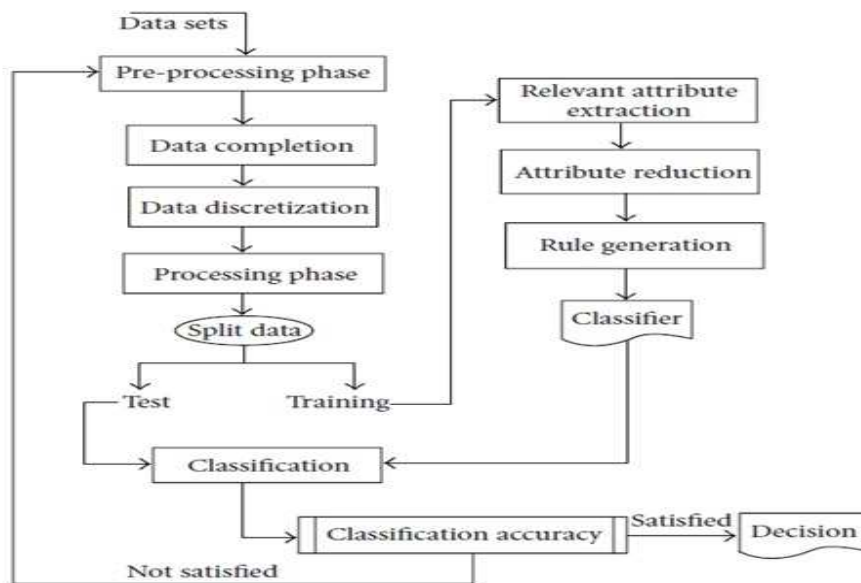 Data sets
Pre-processing phase
Data completion
Data discretization
Processing phase
Split data
Test
Training
Relevant attribute
extraction
Attribute reduction
Rule generation
Classifier
Classification
Classification accuracy
Satisfied
Decision
Not satisfied